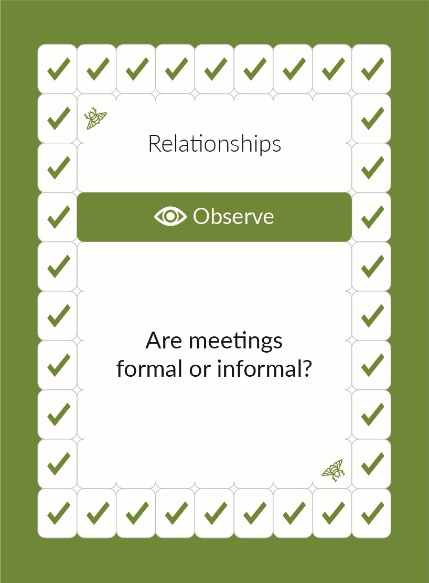 Relationships
Observe
Are meetings
formal or informal?